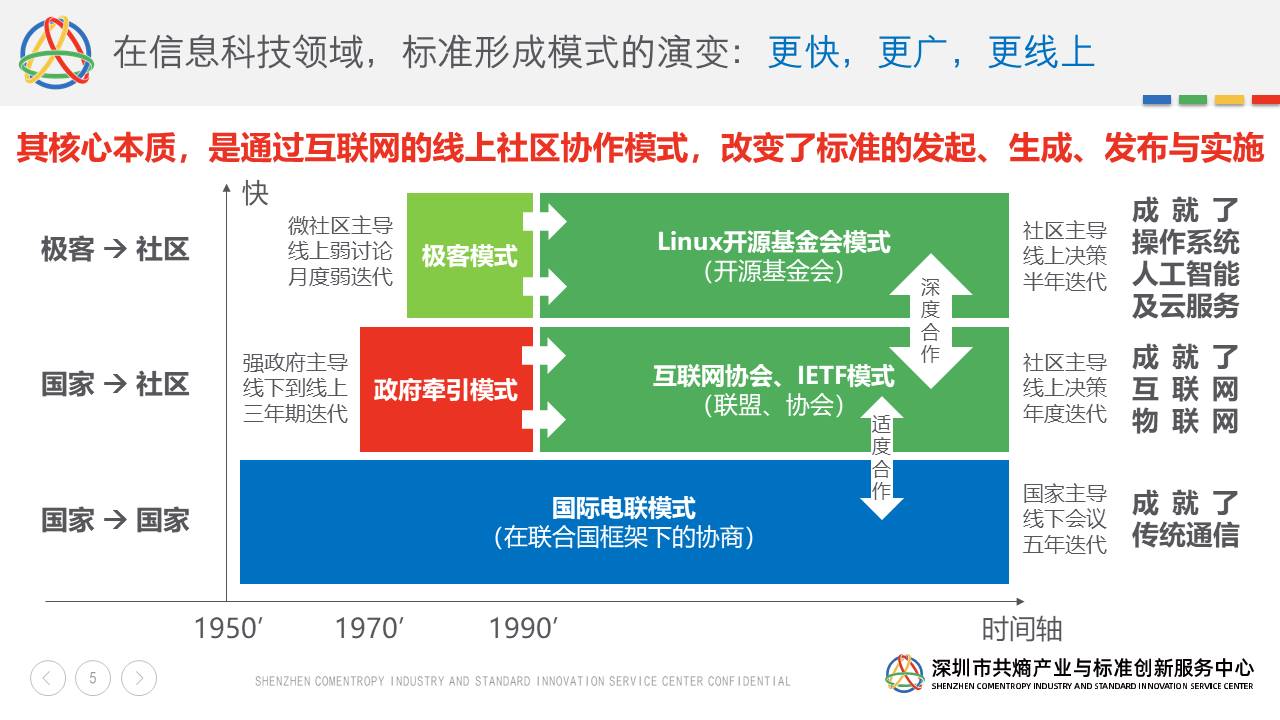 在信息科技领域，标准形成模式的演变：更快，更广，更线上
其核心本质，是通过互联网的线上社区协作模式，改变了标准的发起、生成、发布与实施
快
极客 → 社区
微社区主导
线上弱讨论
月度弱迭代
极客模式
Linux开源基金会模式
（开源基金会）
社区主导
线上决策
半年迭代
成就了
操作系统
人工智能
及云服务
深度合作
国家 → 社区
强政府主导
线下到线上
三年期迭代
政府牵引模式
互联网协会、IETF模式
（联盟、协会）
社区主导
线上决策
年度迭代
成就了
互联网
物联网
适度合作
国家 → 国家
国际电联模式
（在联合国框架下的协商）
国家主导
线下会议
五年迭代
成就了
传统通信
1950′
1970′
1990′
时间轴
5
SHENZHEN COMENTROPY INDUSTRY AND STANDARD INNOVATION SERVICE CENTER CONFIDENTIAL
深圳市共熵产业与标准创新服务中心
SHENZHEN COMENTROPY INDUSTRY AND STANDARD INNOVATION SERVICE CENTER